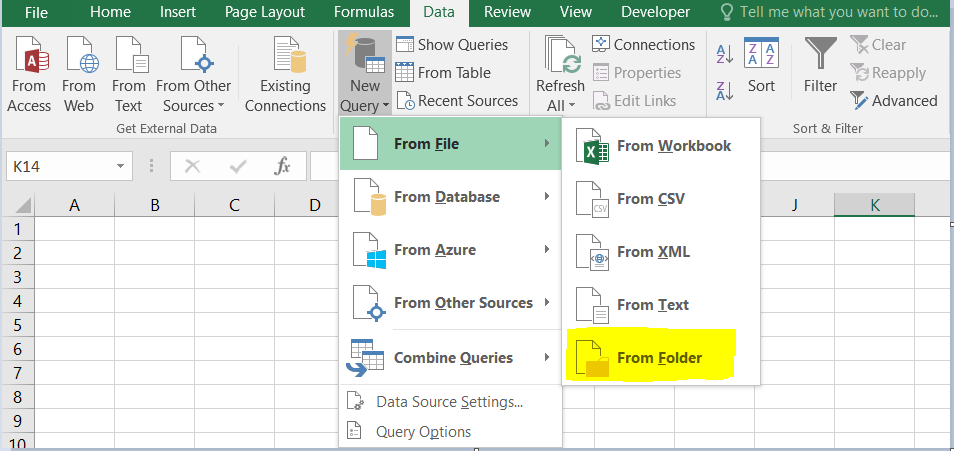 File Home Insert Page Layout Formulas Data Review View Developer Tell me what you want to do...
From Access
From Web
From Text
From Other Sources
Existing Connections
Get External Data
New Query
Show Queries
From Table
Recent Sources
Refresh All
Connections
Properties
Edit Links
A Z
Z A
Z A A Z
Sort
Filter
Clear
Reapply
Advanced
Sort & Filter
K14
fx
A B C D J K
1
2
3
4
5
6
7
8
9
10
From File
From Database
From Azure
From Other Sources
Combine Queries
Data Source Settings...
Query Options
From Workbook
CSV
From CSV
From XML
From Text
From Folder